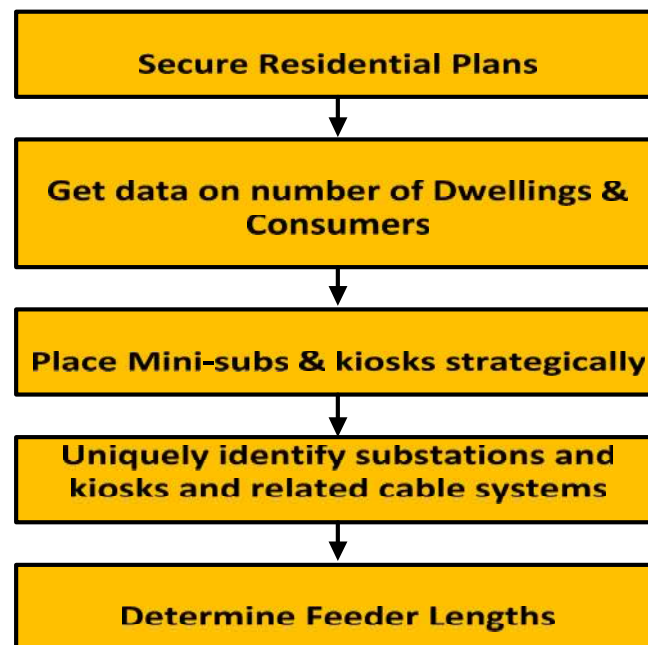 Secure Residential Plans
Get data on number of Dwellings &
Consumers
Place Mini-subs & kiosks strategically
Uniquely identify substations and
kiosks and related cable systems
Determine Feeder Lengths